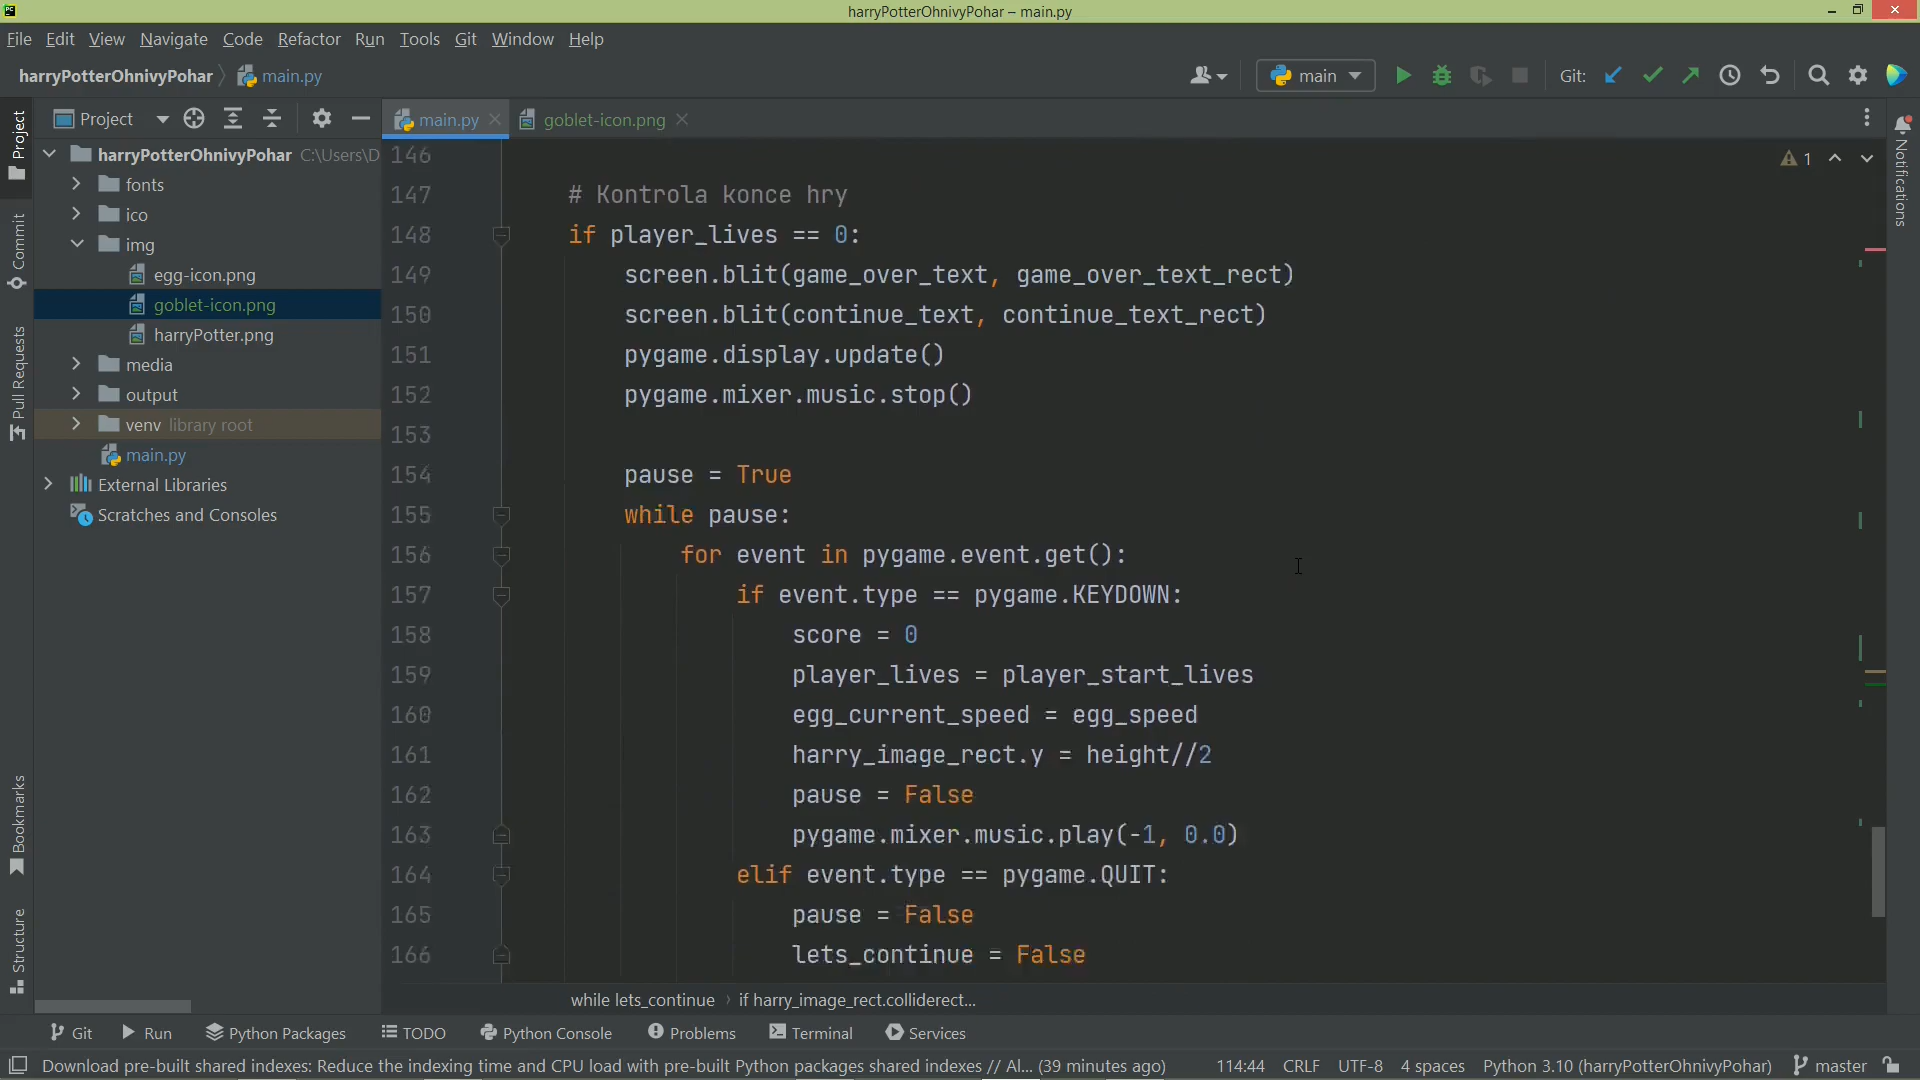 harryPotterOhnivyPohar – main.py
File Edit View Navigate Code Refactor Run Tools Git Window Help
harryPotterOhnivyPohar main.py
main
Git:
Project
main.py
goblet-icon.png
harryPotterOhnivyPohar C:\Users\D
fonts
ico
img
egg-icon.png
goblet-icon.png
harryPotter.png
media
output
venv library root
main.py
External Libraries
Scratches and Consoles
Project
Commit
Pull Requests
Bookmarks
Structure
1
Notifications
146
147 # Kontrola konce hry
148 if player_lives == 0:
149 screen.blit(game_over_text, game_over_text_rect)
150 screen.blit(continue_text, continue_text_rect)
151 pygame.display.update()
152 pygame.mixer.music.stop()
153
154 pause = True
155 while pause:
156 for event in pygame.event.get():
157 if event.type == pygame.KEYDOWN:
158 score = 0
159 player_lives = player_start_lives
160 egg_current_speed = egg_speed
161 harry_image_rect.y = height//2
162 pause = False
163 pygame.mixer.music.play(-1, 0.0)
164 elif event.type == pygame.QUIT:
165 pause = False
166 lets_continue = False
while lets_continue › if harry_image_rect.colliderect...
Git Run Python Packages TODO Python Console Problems Terminal Services
Download pre-built shared indexes: Reduce the indexing time and CPU load with pre-built Python packages shared indexes // Al... (39 minutes ago) 114:44 CRLF UTF-8 4 spaces Python 3.10 (harryPotterOhnivyPohar) master